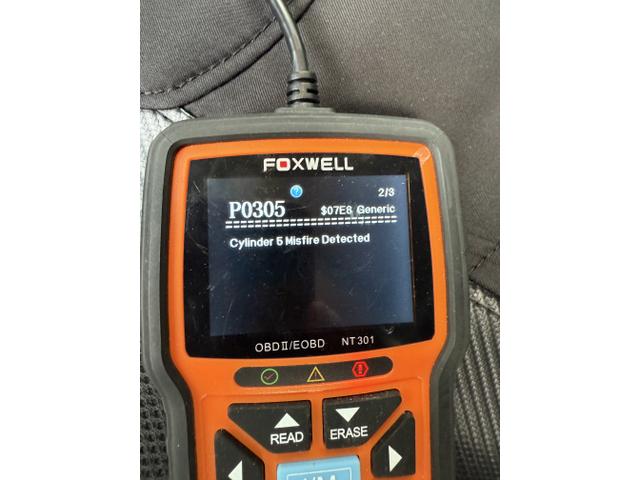 FOXWELL
2/3
P0305 $07E8 Generic
Cylinder 5 Misfire Detected
OBDII/EOBD NT301
READ
ERASE
I/M